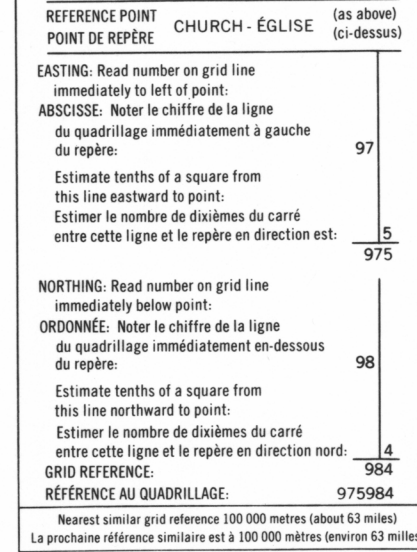 REFERENCE POINT CHURCH - ÉGLISE (as above)
POINT DE REPÈRE (ci-dessus)
EASTING: Read number on grid line
immediately to left of point:
ABSCISSE: Noter le chiffre de la ligne
du quadrillage immédiatement à gauche
du repère: 97
Estimate tenths of a square from
this line eastward to point:
Estimer le nombre de dixièmes du carré
entre cette ligne et le repère en direction est: 5
975
NORTHING: Read number on grid line
immediately below point:
ORDONNÉE: Noter le chiffre de la ligne
du quadrillage immédiatement en-dessous
du repère: 98
Estimate tenths of a square from
this line northward to point:
Estimer le nombre de dixièmes du carré
entre cette ligne et le repère en direction nord: 4
GRID REFERENCE: 984
RÉFÉRENCE AU QUADRILLAGE: 975984
Nearest similar grid reference 100 000 metres (about 63 miles)
La prochaine référence similaire est à 100 000 mètres (environ 63 milles